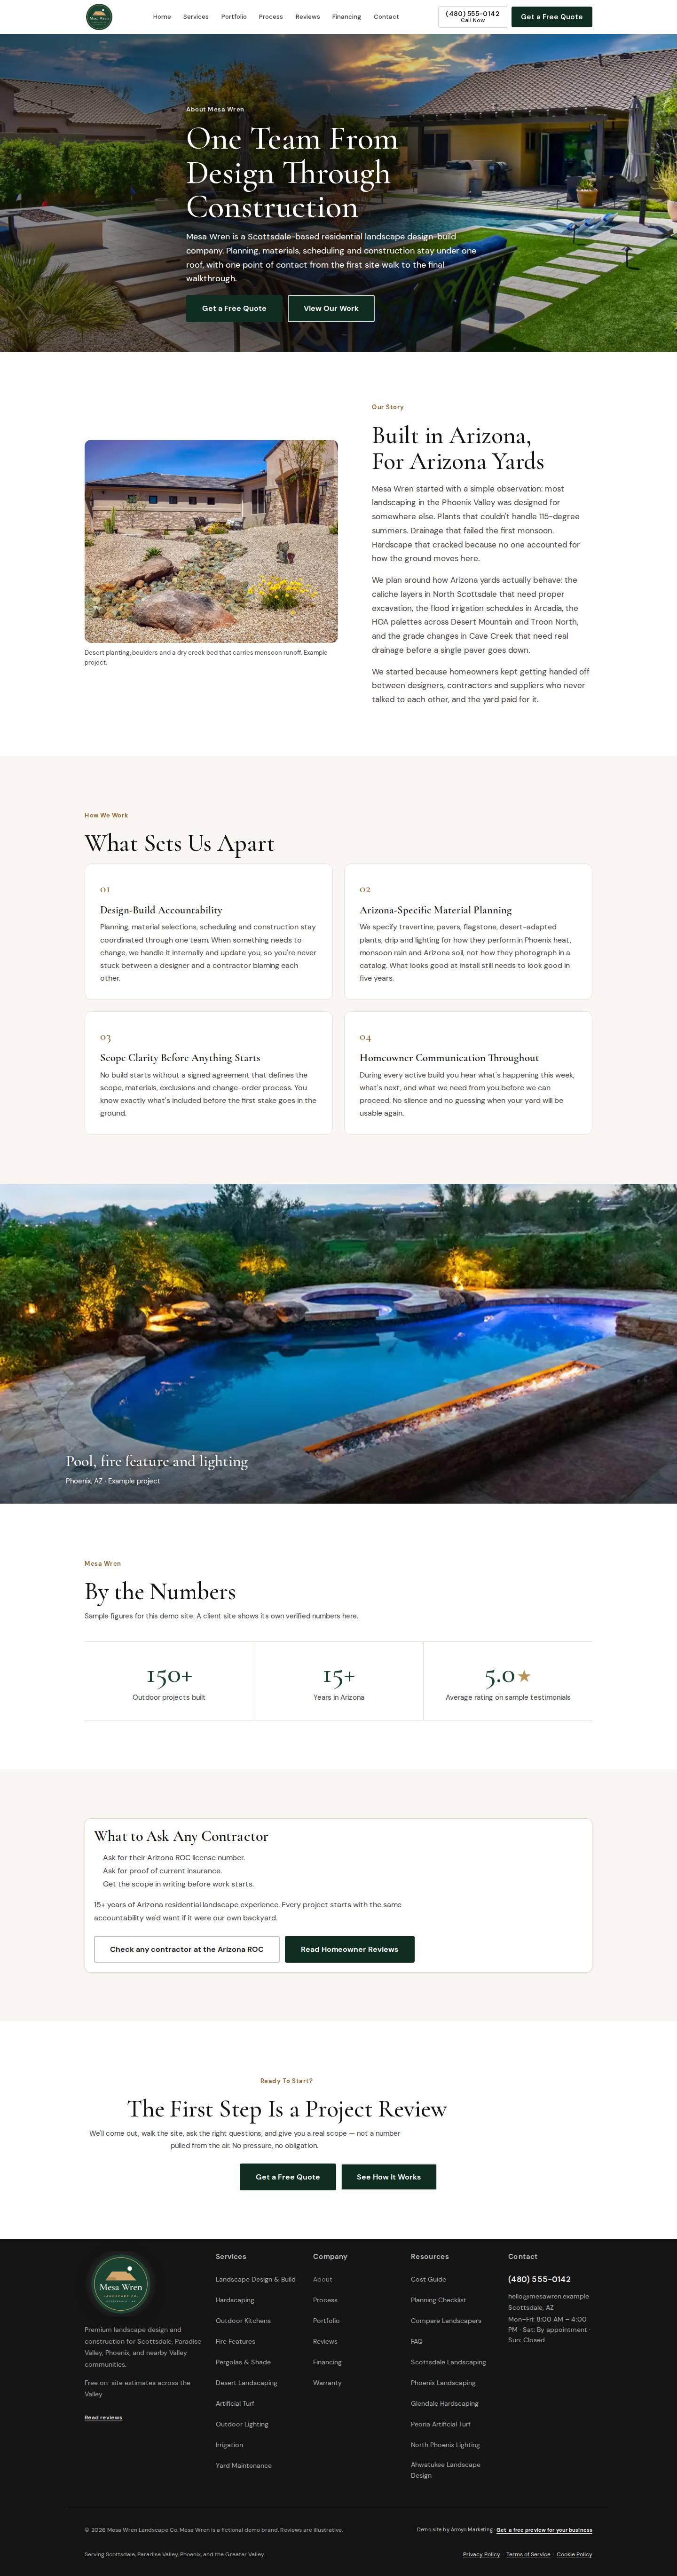 Mesa Wren
Home
Services
Portfolio
Process
Reviews
Financing
Contact
(480) 555-0142
Call Now
Get a Free Quote
About Mesa Wren
One Team From
Design Through
Construction
Mesa Wren is a Scottsdale-based residential landscape design-build
company. Planning, materials, scheduling and construction stay under one
roof, with one point of contact from the first site walk to the final
walkthrough.
Get a Free Quote
View Our Work
Our Story
Built in Arizona,
For Arizona Yards
Mesa Wren started with a simple observation: most
landscaping in the Phoenix Valley was designed for
somewhere else. Plants that couldn't handle 115-degree
summers. Drainage that failed the first monsoon.
Hardscape that cracked because no one accounted for
how the ground moves here.
We plan around how Arizona yards actually behave: the
caliche layers in North Scottsdale that need proper
excavation, the flood irrigation schedules in Arcadia, the
HOA palettes across Desert Mountain and Troon North,
and the grade changes in Cave Creek that need real
drainage before a single paver goes down.
We started because homeowners kept getting handed off
between designers, contractors and suppliers who never
talked to each other, and the yard paid for it.
Desert planting, boulders and a dry creek bed that carries monsoon runoff. Example
project.
How We Work
What Sets Us Apart
01
Design-Build Accountability
Planning, material selections, scheduling and construction stay
coordinated through one team. When something needs to
change, we handle it internally and update you, so you're never
stuck between a designer and a contractor blaming each
other.
02
Arizona-Specific Material Planning
We specify travertine, pavers, flagstone, desert-adapted
plants, drip and lighting for how they perform in Phoenix heat,
monsoon rain and Arizona soil, not how they photograph in a
catalog. What looks good at install still needs to look good in
five years.
03
Scope Clarity Before Anything Starts
No build starts without a signed agreement that defines the
scope, materials, exclusions and change-order process. You
know exactly what's included before the first stake goes in the
ground.
04
Homeowner Communication Throughout
During every active build you hear what's happening this week,
what's next, and what we need from you before we can
proceed. No silence and no guessing when your yard will be
usable again.
Pool, fire feature and lighting
Phoenix, AZ · Example project
Mesa Wren
By the Numbers
Sample figures for this demo site. A client site shows its own verified numbers here.
150+
Outdoor projects built
15+
Years in Arizona
5.0★
Average rating on sample testimonials
What to Ask Any Contractor
Ask for their Arizona ROC license number.
Ask for proof of current insurance.
Get the scope in writing before work starts.
15+ years of Arizona residential landscape experience. Every project starts with the same
accountability we'd want if it were our own backyard.
Check any contractor at the Arizona ROC
Read Homeowner Reviews
Ready To Start?
The First Step Is a Project Review
We'll come out, walk the site, ask the right questions, and give you a real scope — not a number
pulled from the air. No pressure, no obligation.
Get a Free Quote
See How It Works
Mesa Wren
LANDSCAPE CO.
Premium landscape design and
construction for Scottsdale, Paradise
Valley, Phoenix, and nearby Valley
communities.
Free on-site estimates across the
Valley
Read reviews
Services
Landscape Design & Build
Hardscaping
Outdoor Kitchens
Fire Features
Pergolas & Shade
Desert Landscaping
Artificial Turf
Outdoor Lighting
Irrigation
Yard Maintenance
Company
About
Process
Portfolio
Reviews
Financing
Warranty
Resources
Cost Guide
Planning Checklist
Compare Landscapers
FAQ
Scottsdale Landscaping
Phoenix Landscaping
Glendale Hardscaping
Peoria Artificial Turf
North Phoenix Lighting
Ahwatukee Landscape
Design
Contact
(480) 555-0142
hello@mesawren.example
Scottsdale, AZ
Mon–Fri: 8:00 AM – 4:00
PM · Sat: By appointment ·
Sun: Closed
© 2026 Mesa Wren Landscape Co. Mesa Wren is a fictional demo brand. Reviews are illustrative.
Demo site by Arroyo Marketing · Get a free preview for your business
Serving Scottsdale, Paradise Valley, Phoenix, and the Greater Valley.
Privacy Policy · Terms of Service · Cookie Policy